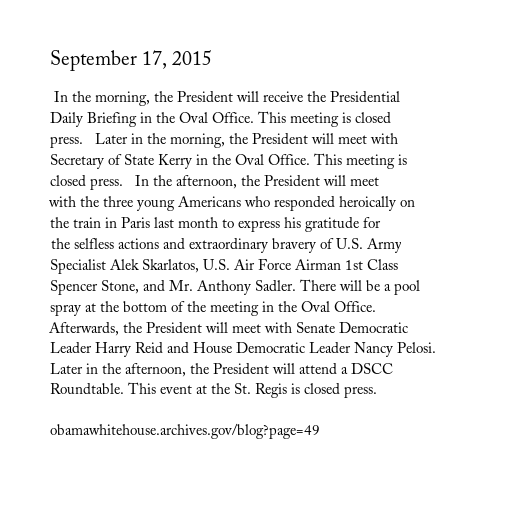 September 17, 2015
In the morning, the President will receive the Presidential
Daily Briefing in the Oval Office. This meeting is closed
press.   Later in the morning, the President will meet with
Secretary of State Kerry in the Oval Office. This meeting is
closed press.   In the afternoon, the President will meet
with the three young Americans who responded heroically on
the train in Paris last month to express his gratitude for
the selfless actions and extraordinary bravery of U.S. Army
Specialist Alek Skarlatos, U.S. Air Force Airman 1st Class
Spencer Stone, and Mr. Anthony Sadler. There will be a pool
spray at the bottom of the meeting in the Oval Office.
Afterwards, the President will meet with Senate Democratic
Leader Harry Reid and House Democratic Leader Nancy Pelosi.
Later in the afternoon, the President will attend a DSCC
Roundtable. This event at the St. Regis is closed press.
obamawhitehouse.archives.gov/blog?page=49